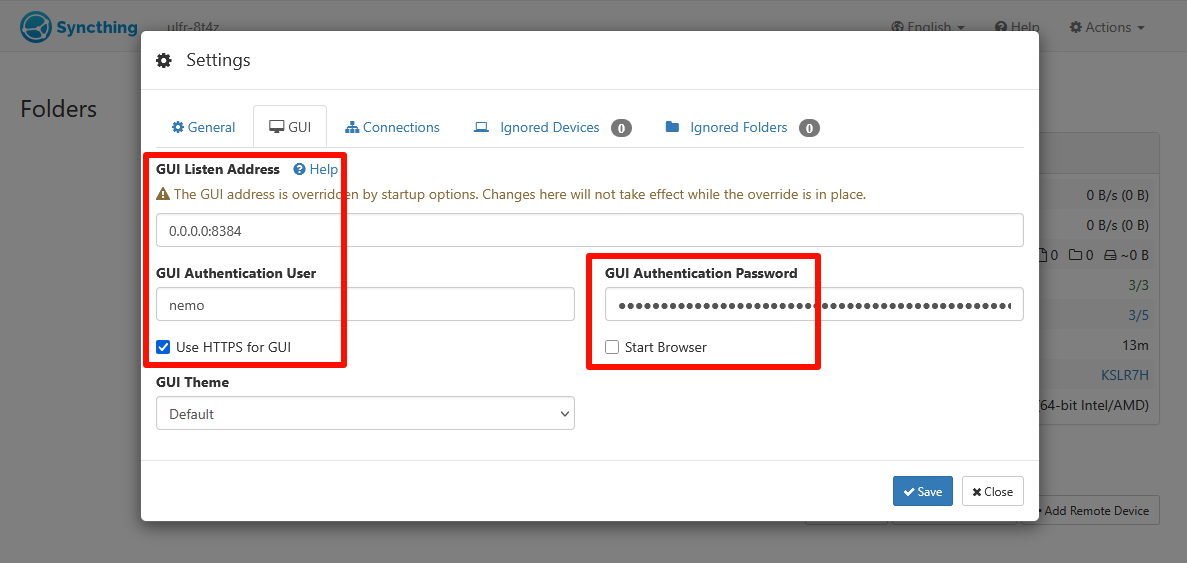 Syncthing ulfr-8t4z English Help Actions
Settings
Folders
General GUI Connections Ignored Devices 0 Ignored Folders 0
GUI Listen Address Help
The GUI address is overridden by startup options. Changes here will not take effect while the override is in place.
0.0.0.0:8384
GUI Authentication User GUI Authentication Password
nemo
Use HTTPS for GUI Start Browser
GUI Theme
Default
Save Close
0 B/s (0 B)
0 B/s (0 B)
0 0 ~0 B
3/3
3/5
13m
KSLR7H
(64-bit Intel/AMD)
Add Remote Device